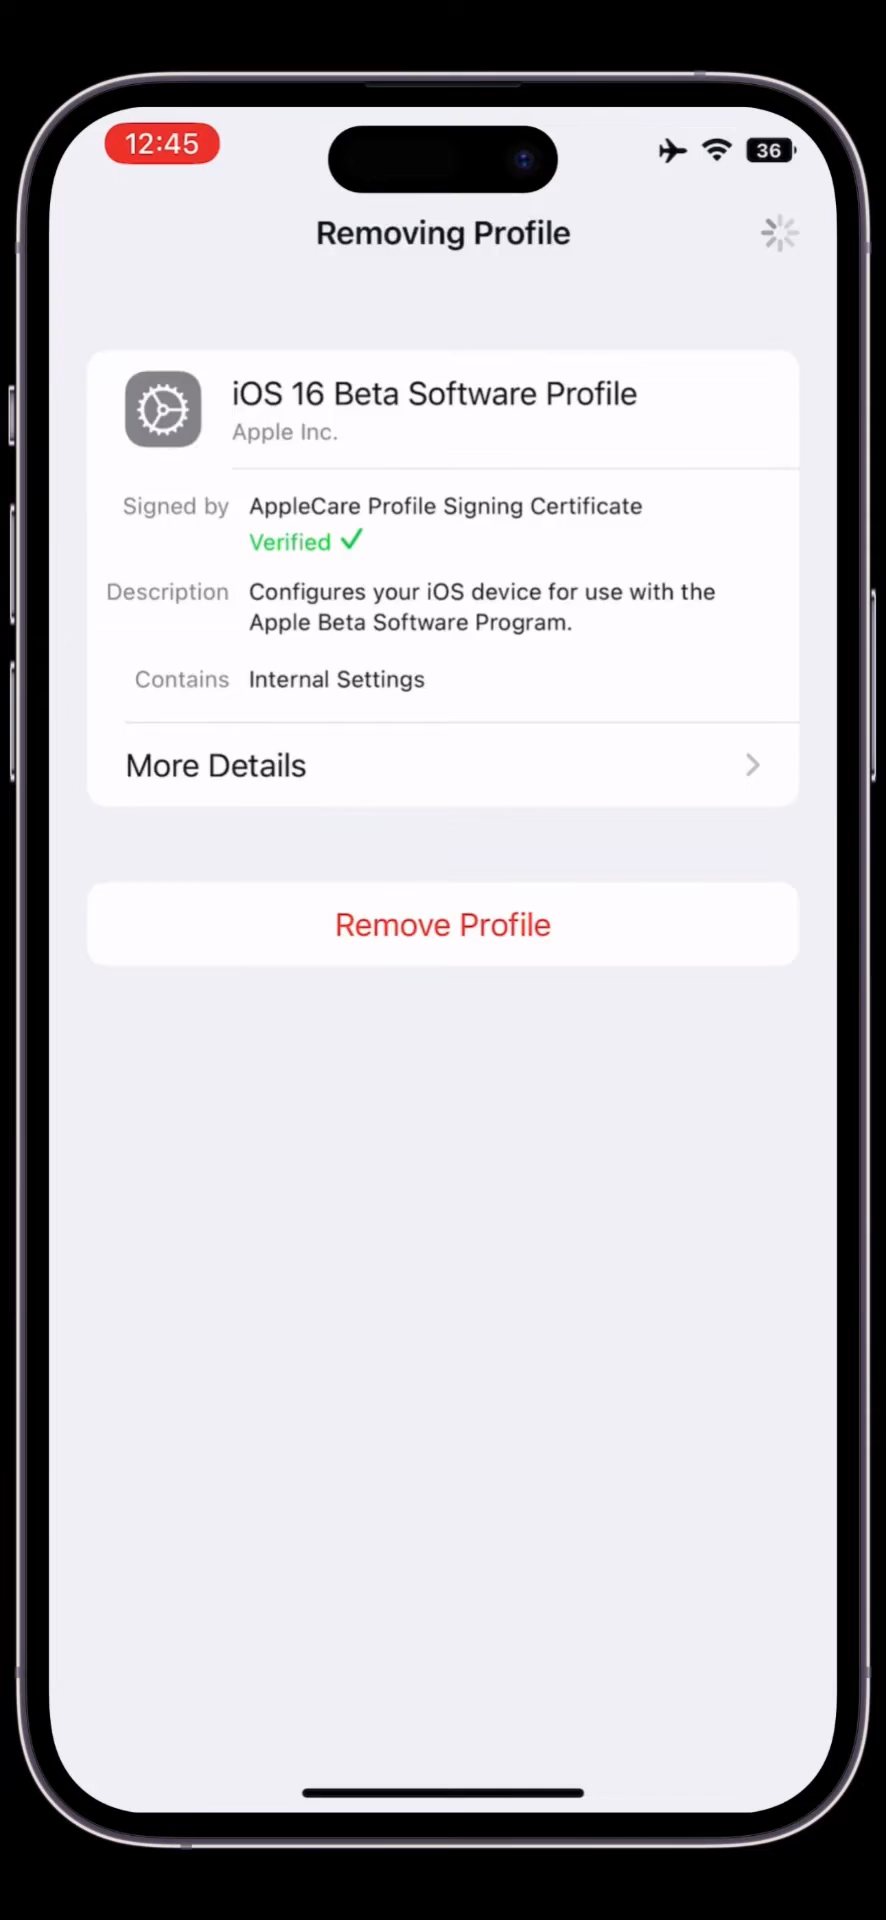 12:45
36
Removing Profile
iOS 16 Beta Software Profile
Apple Inc.
Signed by AppleCare Profile Signing Certificate
Verified ✓
Description Configures your iOS device for use with the
Apple Beta Software Program.
Contains Internal Settings
More Details
Remove Profile